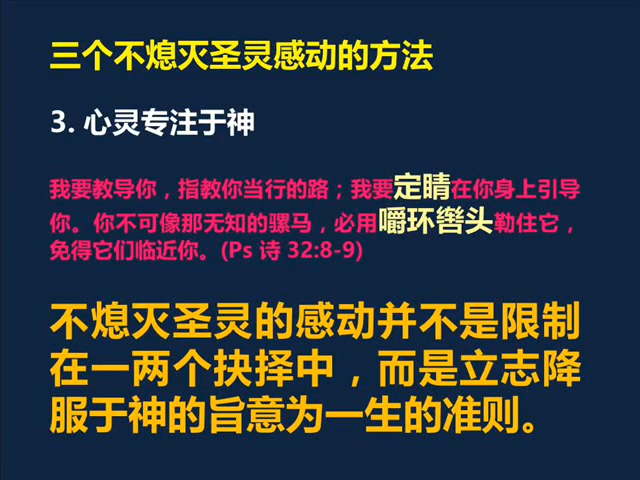 三个不熄灭圣灵感动的方法
3. 心灵专注于神
我要教导你，指教你当行的路；我要定睛在你身上引导
你。你不可像那无知的骡马，必用嚼环辔头勒住它，
免得它们临近你。(Ps 诗 32:8-9)
不熄灭圣灵的感动并不是限制
在一两个抉择中，而是立志降
服于神的旨意为一生的准则。